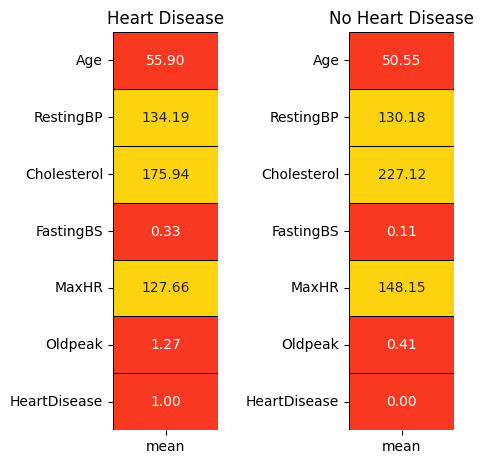 Heart Disease
No Heart Disease
Age 55.90
RestingBP 134.19
Cholesterol 175.94
FastingBS 0.33
MaxHR 127.66
Oldpeak 1.27
HeartDisease 1.00
mean
Age 50.55
RestingBP 130.18
Cholesterol 227.12
FastingBS 0.11
MaxHR 148.15
Oldpeak 0.41
HeartDisease 0.00
mean